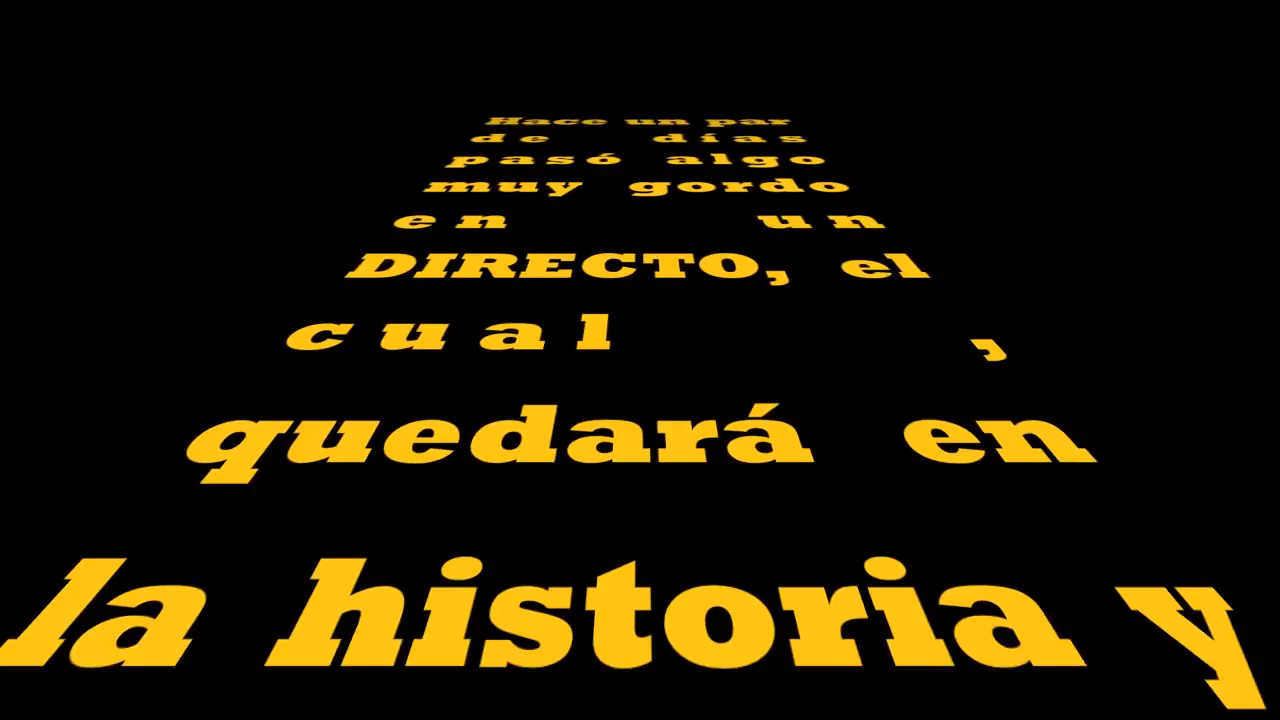 Hace un par
de días
pasó algo
muy gordo
en un
DIRECTO, el
cual ,
quedará en
la historia y